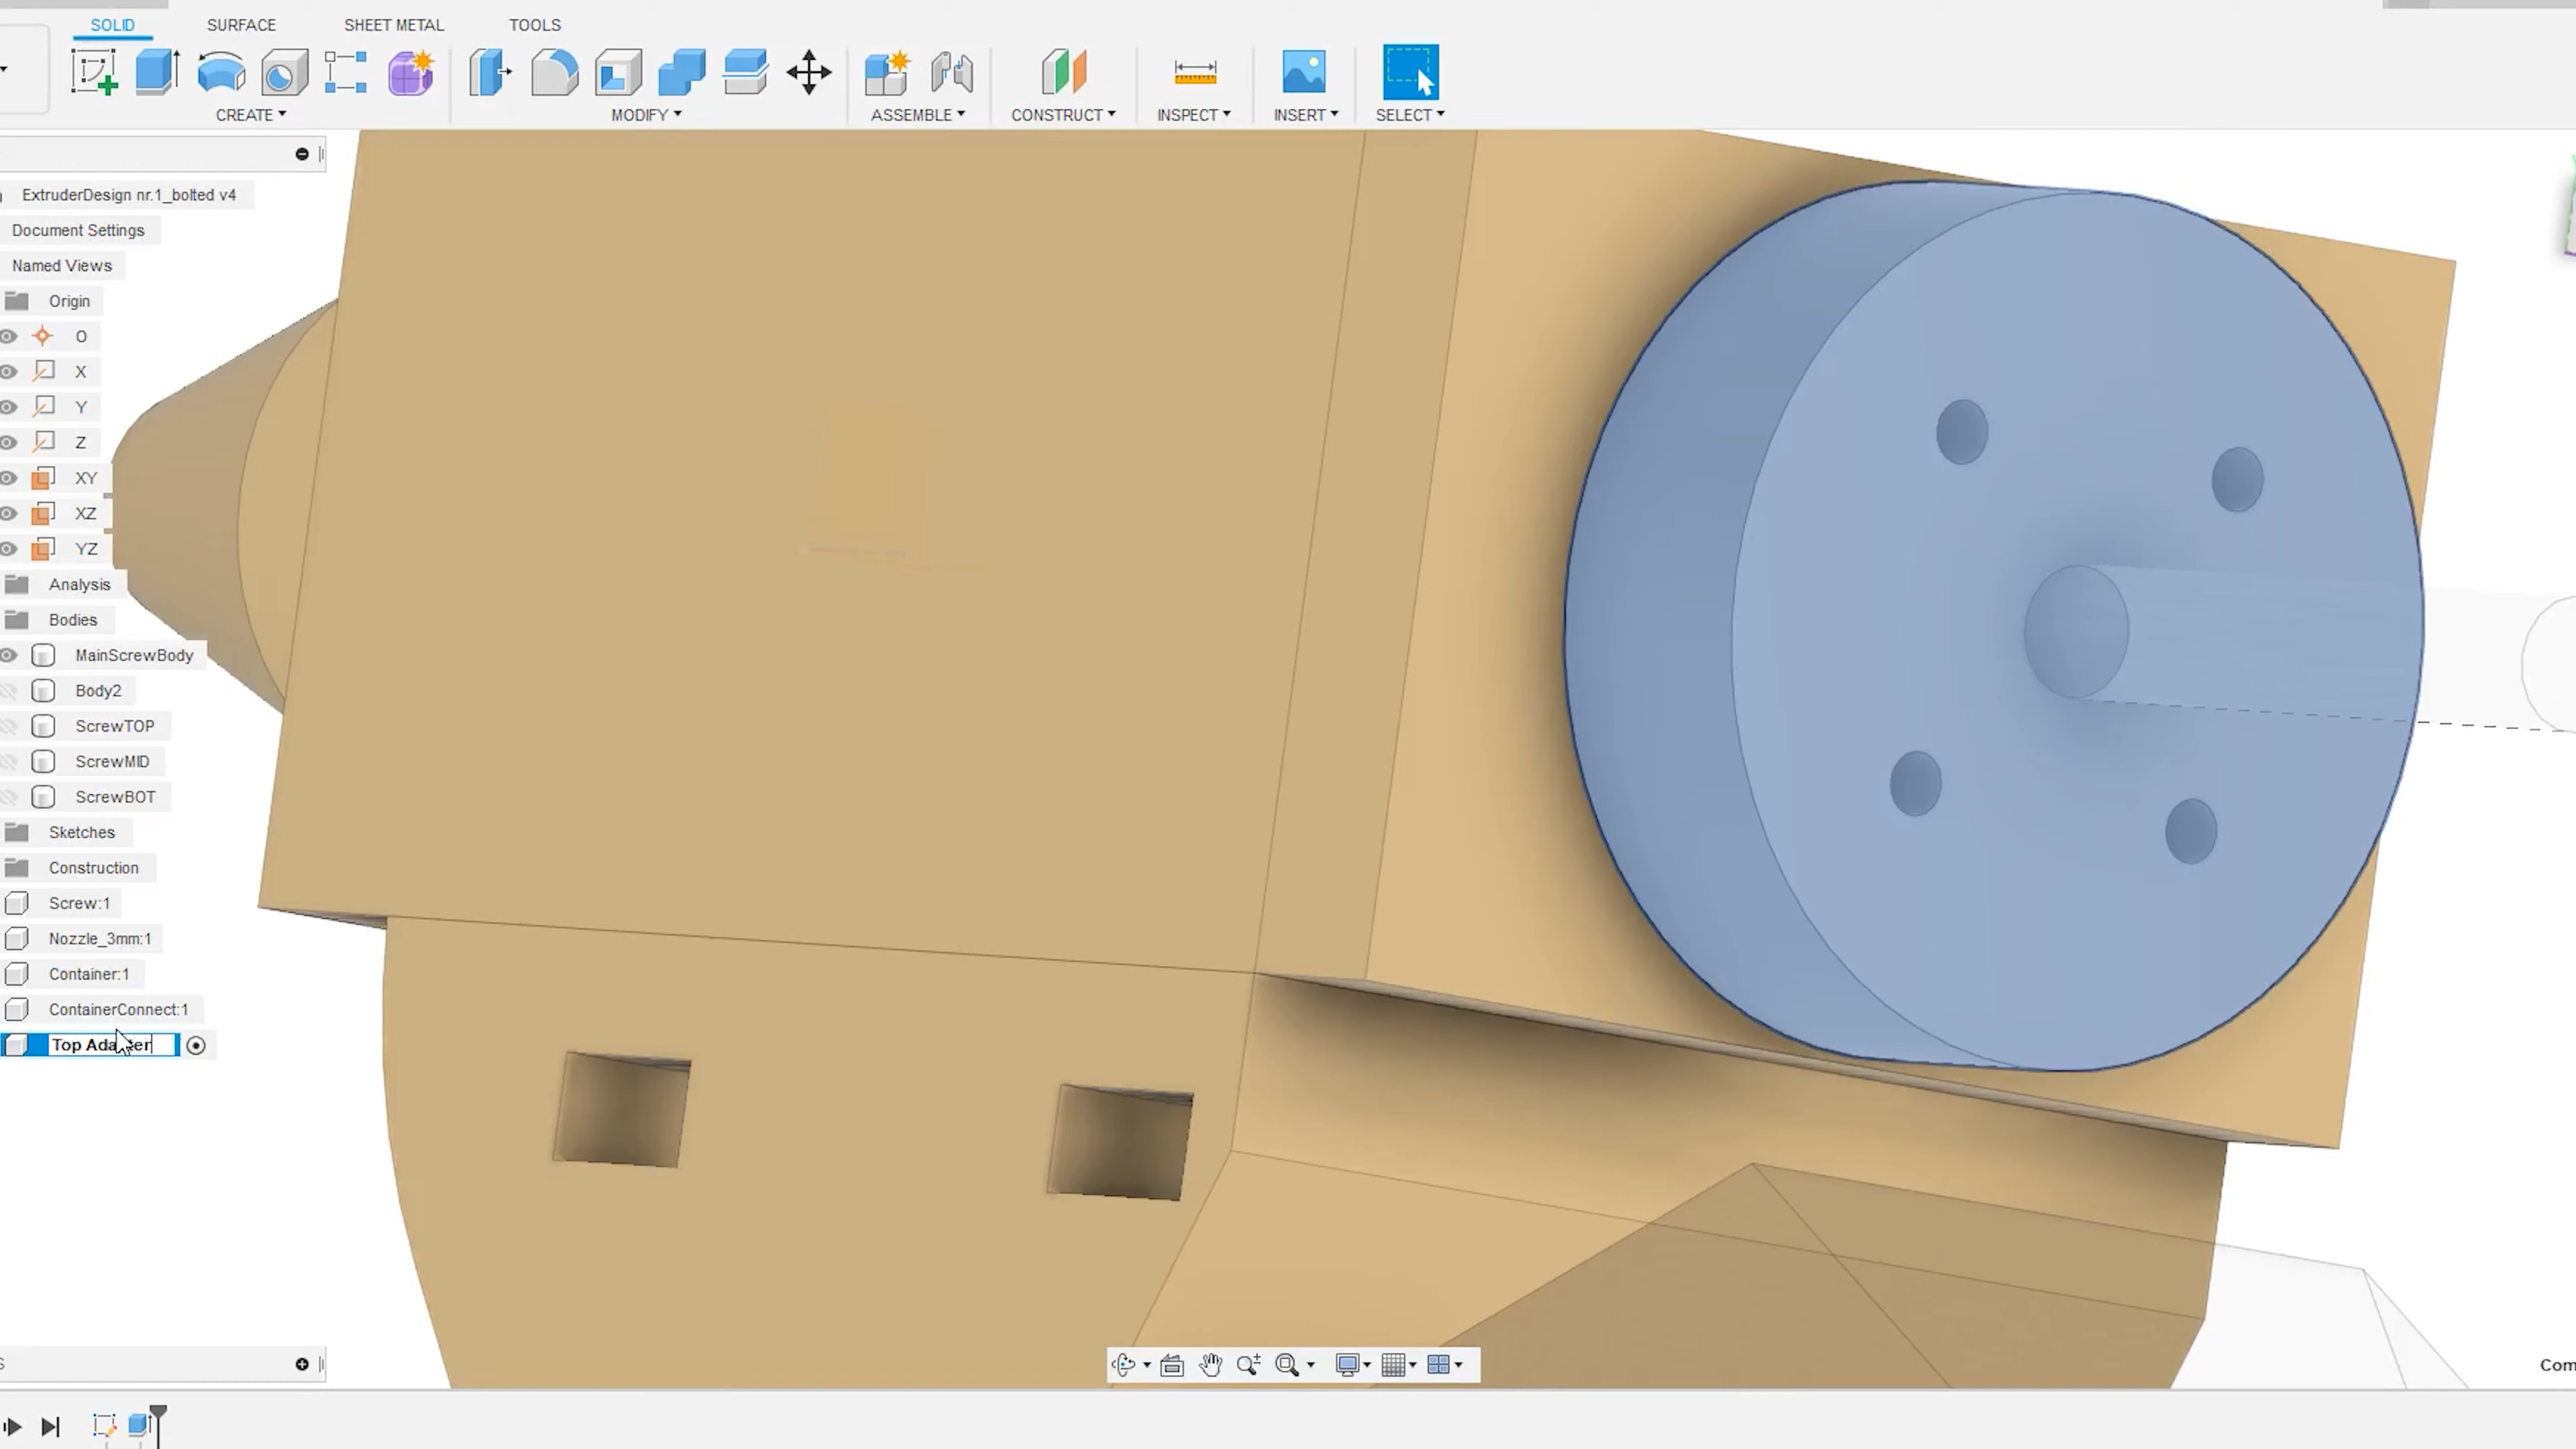 SOLID SURFACE SHEET METAL TOOLS
CREATE MODIFY ASSEMBLE CONSTRUCT INSPECT INSERT SELECT
ExtruderDesign nr.1_bolted v4
Document Settings
Named Views
Origin
O
X
Y
Z
XY
XZ
YZ
Analysis
Bodies
MainScrewBody
Body2
ScrewTOP
ScrewMID
ScrewBOT
Sketches
Construction
Screw:1
Nozzle_3mm:1
Container:1
ContainerConnect:1
Top
S
Com